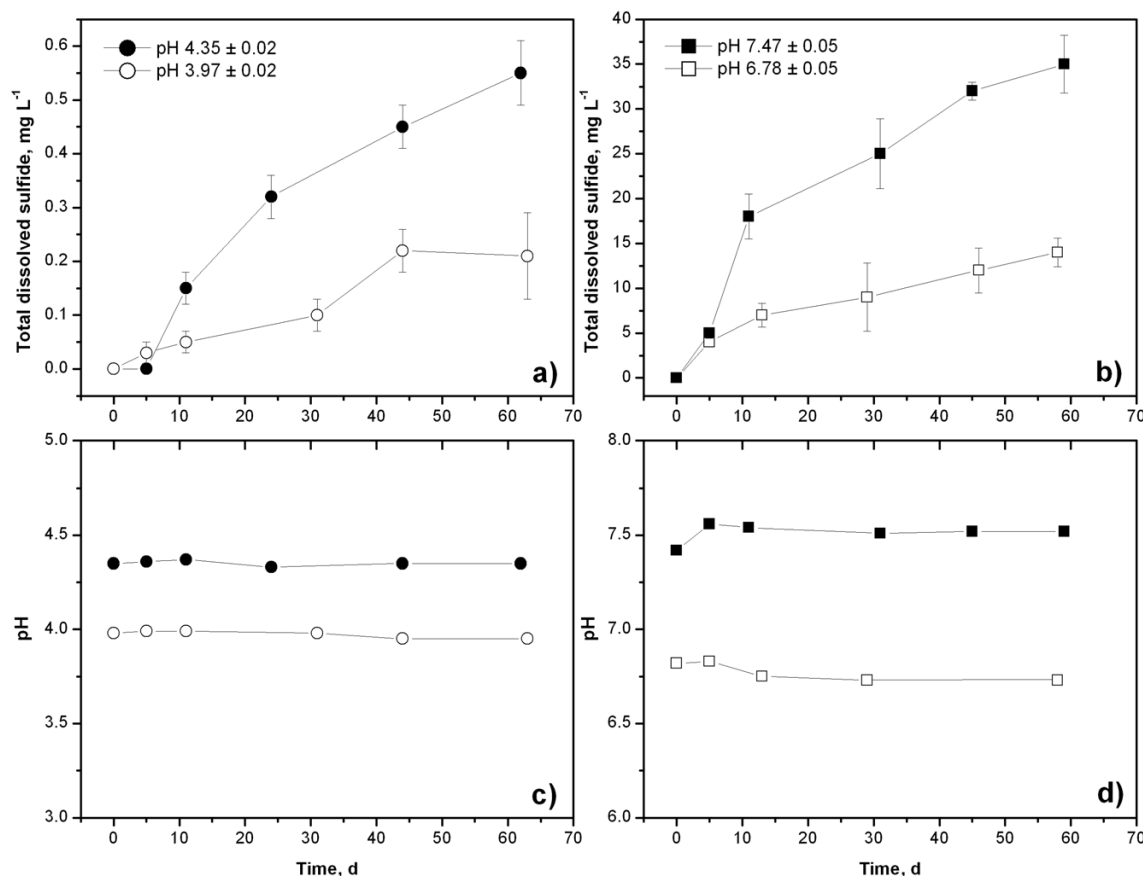 pH 4.35 ± 0.02
pH 3.97 ± 0.02
Total dissolved sulfide, mg L⁻¹
0.6
0.5
0.4
0.3
0.2
0.1
0.0
a)
0 10 20 30 40 50 60 70
pH 7.47 ± 0.05
pH 6.78 ± 0.05
Total dissolved sulfide, mg L⁻¹
40
35
30
25
20
15
10
5
0
b)
0 10 20 30 40 50 60 70
pH
5.0
4.5
4.0
3.5
3.0
c)
0 10 20 30 40 50 60 70
Time, d
pH
8.0
7.5
7.0
6.5
6.0
d)
0 10 20 30 40 50 60 70
Time, d